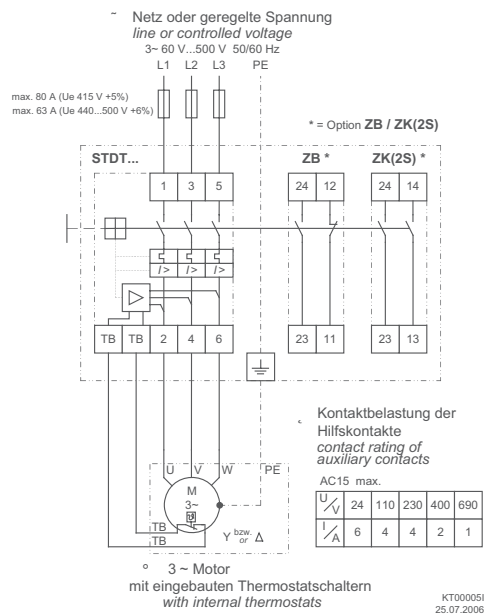 ~ Netz oder geregelte Spannung
line or controlled voltage
3~ 60 V...500 V 50/60 Hz
L1 L2 L3 PE
max. 80 A (Ue 415 V +5%)
max. 63 A (Ue 440...500 V +6%)
* = Option ZB / ZK(2S)
STDT... ZB * ZK(2S) *
1 3 5 24 12 24 14
I> I> I>
TB TB 2 4 6 23 11 23 13
Kontaktbelastung der
Hilfskontakte
contact rating of
auxiliary contacts
AC15 max.
U/V 24 110 230 400 690
I/A 6 4 4 2 1
U V W PE
M
3~
TB
TB
Y bzw. or Δ
° 3 ~ Motor
mit eingebauten Thermostatschaltern
with internal thermostats
KT00005I
25.07.2006